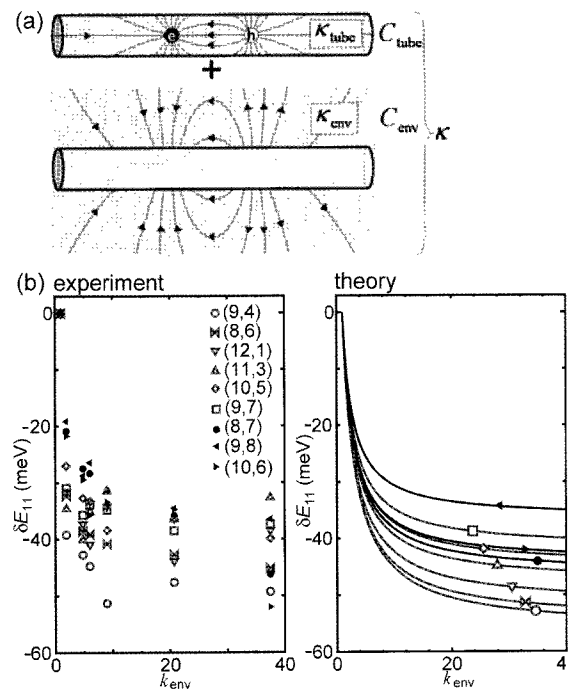 (a)
e
h
κtube
Ctube
+
κenv
Cenv
κ
(b) experiment
theory
0
-20
-40
-60
δE11 (meV)
(9,4)
(8,6)
(12,1)
(11,3)
(10,5)
(9,7)
(8,7)
(9,8)
(10,6)
0
20
40
kenv
0
-20
-40
-60
δE11 (meV)
0
20
4
kenv